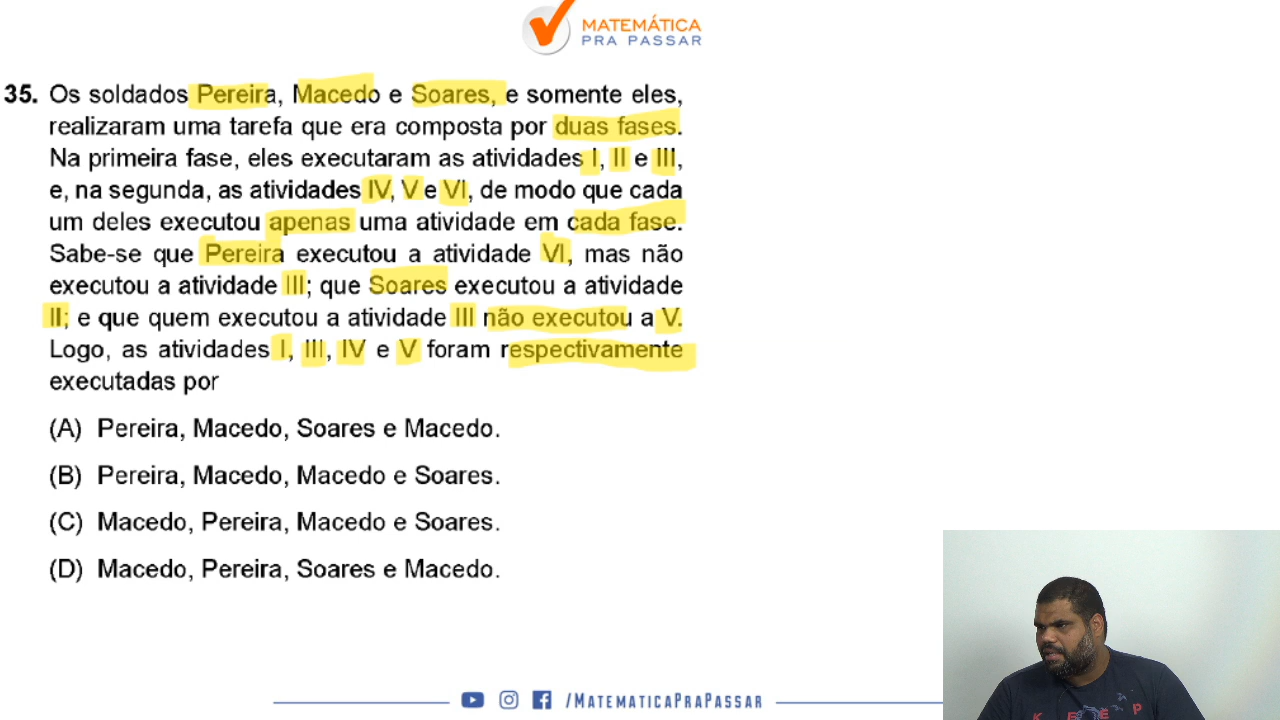 MATEMÁTICA
PRA PASSAR
35. Os soldados Pereira, Macedo e Soares, e somente eles,
realizaram uma tarefa que era composta por duas fases.
Na primeira fase, eles executaram as atividades I, II e III,
e, na segunda, as atividades IV, V e VI, de modo que cada
um deles executou apenas uma atividade em cada fase.
Sabe-se que Pereira executou a atividade VI, mas não
executou a atividade III; que Soares executou a atividade
II; e que quem executou a atividade III não executou a V.
Logo, as atividades I, III, IV e V foram respectivamente
executadas por
(A) Pereira, Macedo, Soares e Macedo.
(B) Pereira, Macedo, Macedo e Soares.
(C) Macedo, Pereira, Macedo e Soares.
(D) Macedo, Pereira, Soares e Macedo.
/MATEMATICAPRAPASSAR
K E E P